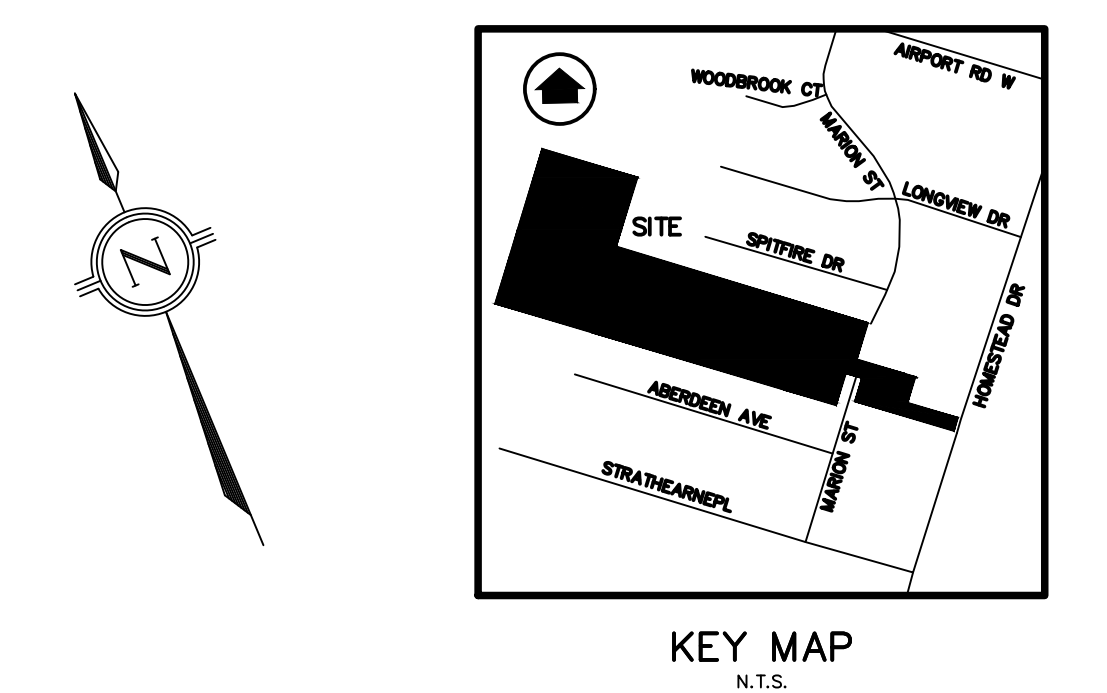 AIRPORT RD W
WOODBROOK CT
MARION ST
LONGVIEW DR
SITE
SPITFIRE DR
N
HOMESTEAD DR
ABERDEEN AVE
MARION ST
STRATHEARNEPL
KEY MAP
N.T.S.